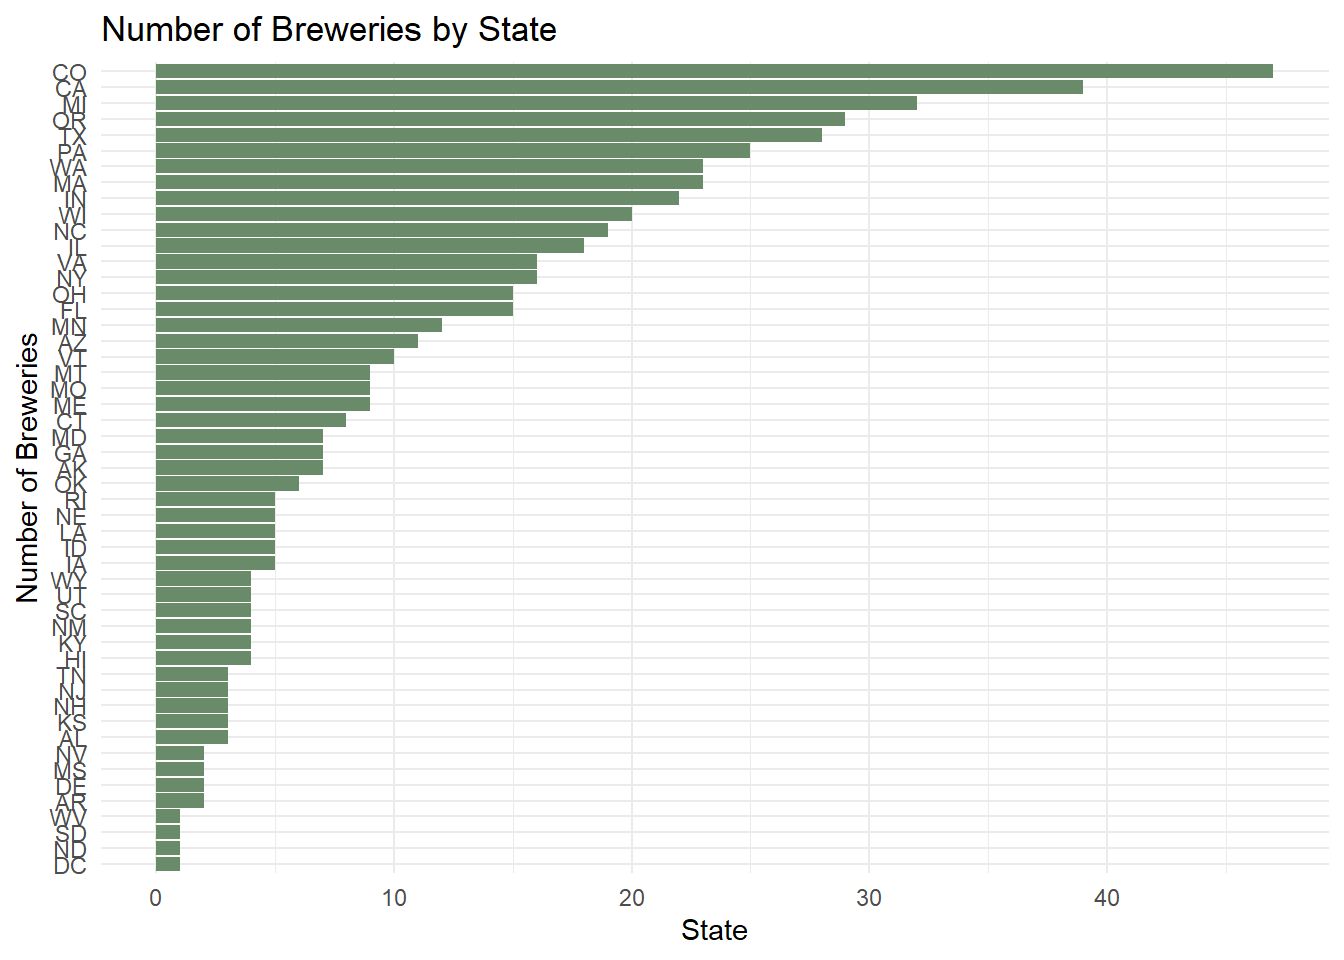 Number of Breweries by State
CO
CA
MI
OR
TX
PA
WA
MA
IN
WI
NC
IL
VA
NY
OH
FL
MN
AZ
VT
MT
MO
ME
CT
MD
GA
AK
OK
RI
NE
LA
ID
IA
WY
UT
SC
NM
KY
HI
TN
NJ
NH
KS
AL
NV
MS
DE
AR
WV
SD
ND
DC
Number of Breweries
0 10 20 30 40
State